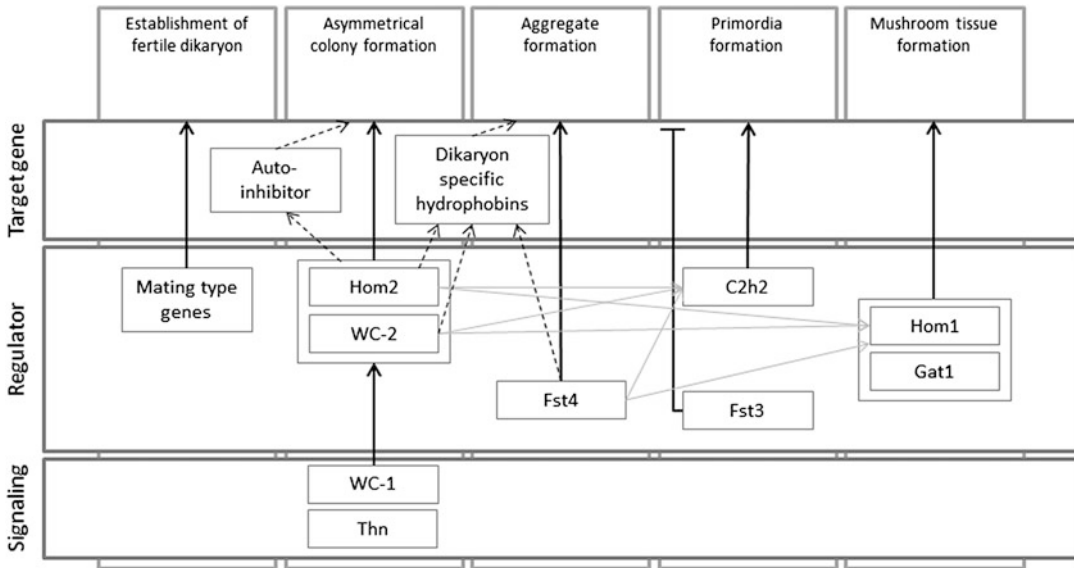 Establishment of
fertile dikaryon
Asymmetrical
colony formation
Aggregate
formation
Primordia
formation
Mushroom tissue
formation
Target gene
Auto-
inhibitor
Dikaryon
specific
hydrophobins
Regulator
Mating type
genes
Hom2
WC-2
Fst4
C2h2
Fst3
Hom1
Gat1
Signaling
WC-1
Thn